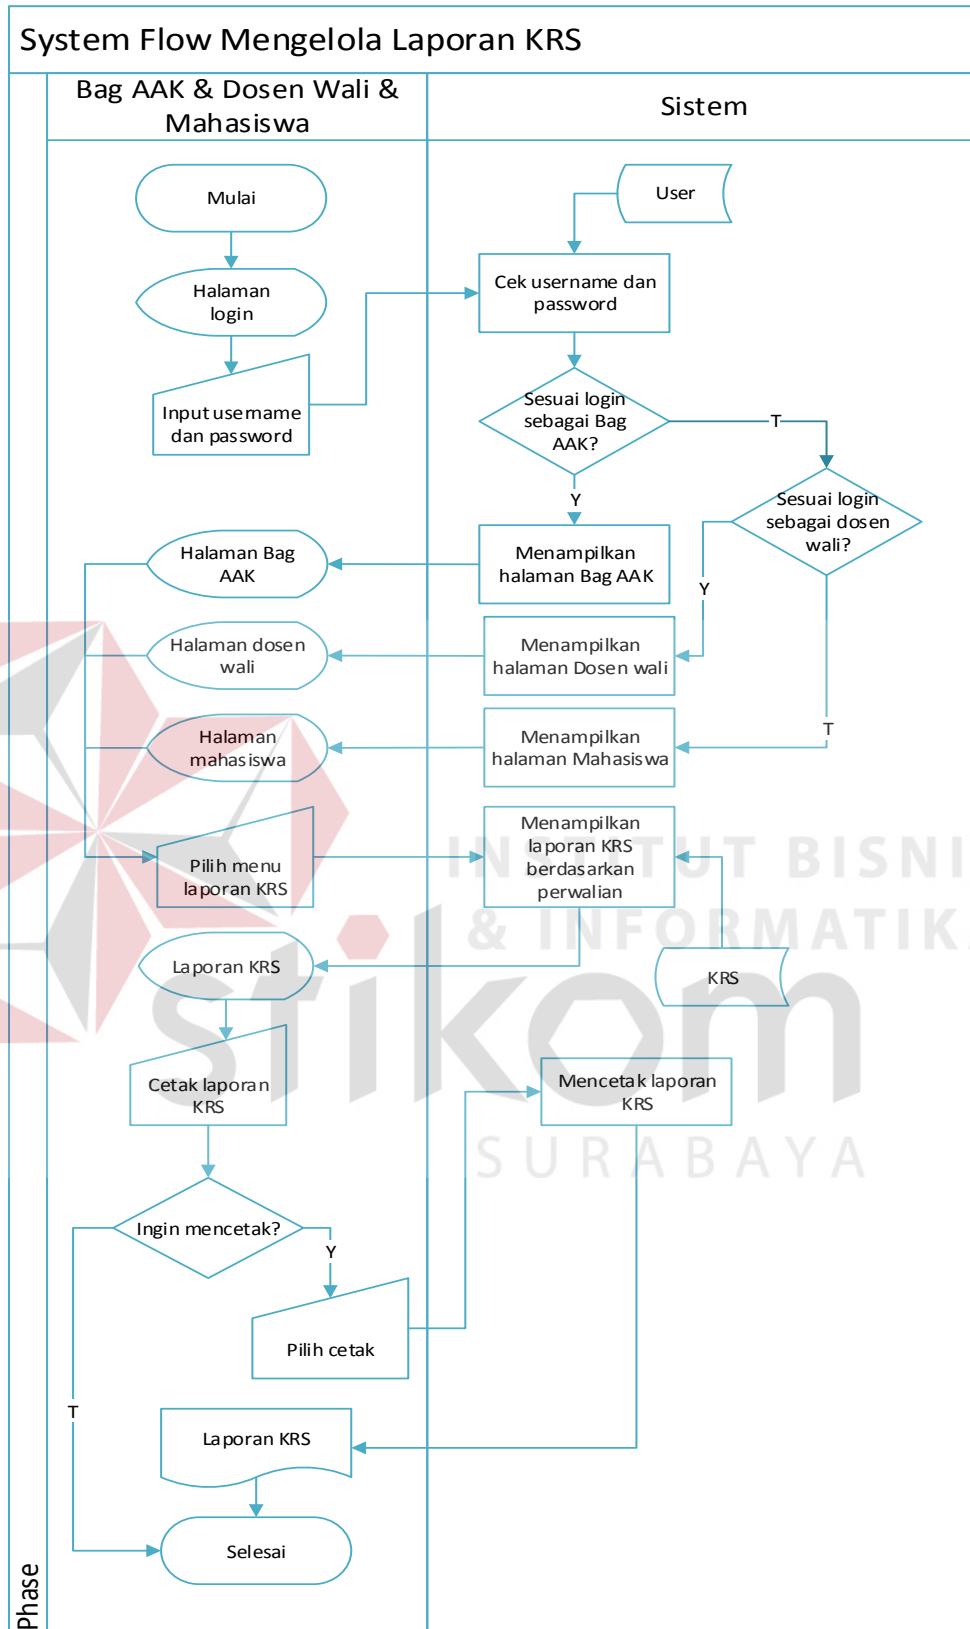 System Flow Mengelola Laporan KRS
Bag AAK & Dosen Wali &
Mahasiswa
Sistem
Mulai
User
Halaman
login
Cek username dan
password
Input username
dan password
Sesuai login
sebagai Bag
AAK?
T
Sesuai login
sebagai dosen
wali?
Y
Halaman Bag
AAK
Menampilkan
halaman Bag AAK
Y
Halaman dosen
wali
Menampilkan
halaman Dosen wali
Halaman
mahasiswa
Menampilkan
halaman Mahasiswa
T
Pilih menu
laporan KRS
Menampilkan
laporan KRS
berdasarkan
perwalian
INSTITUT BISNI
& INFORMATIKA
Laporan KRS
KRS
stikom
Cetak laporan
KRS
Mencetak laporan
KRS
SURABAYA
Ingin mencetak?
Y
Pilih cetak
T
Laporan KRS
Selesai
Phase